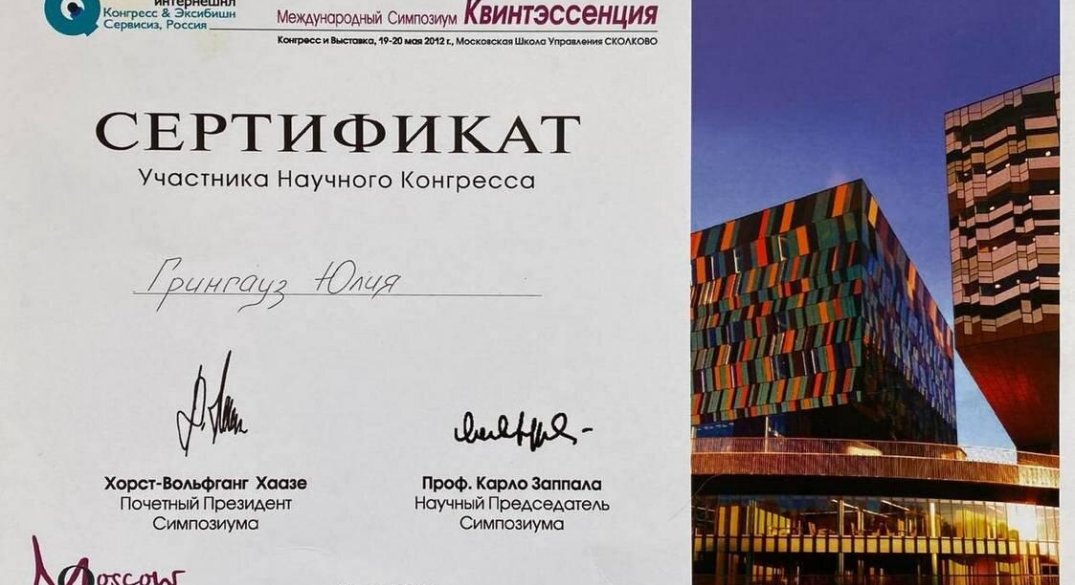 интернешнл
Конгресс & Эксибишн
Сервисиз, Россия
Международный Симпозиум Квинтэссенция
Конгресс и Выставка, 19-20 мая 2012 г., Московская Школа Управления СКОЛКОВО
СЕРТИФИКАТ
Участника Научного Конгресса
Грингауз Юлия
Хорст-Вольфганг Хаазе
Почетный Президент
Симпозиума
Проф. Карло Заппала
Научный Председатель
Симпозиума
Moscow